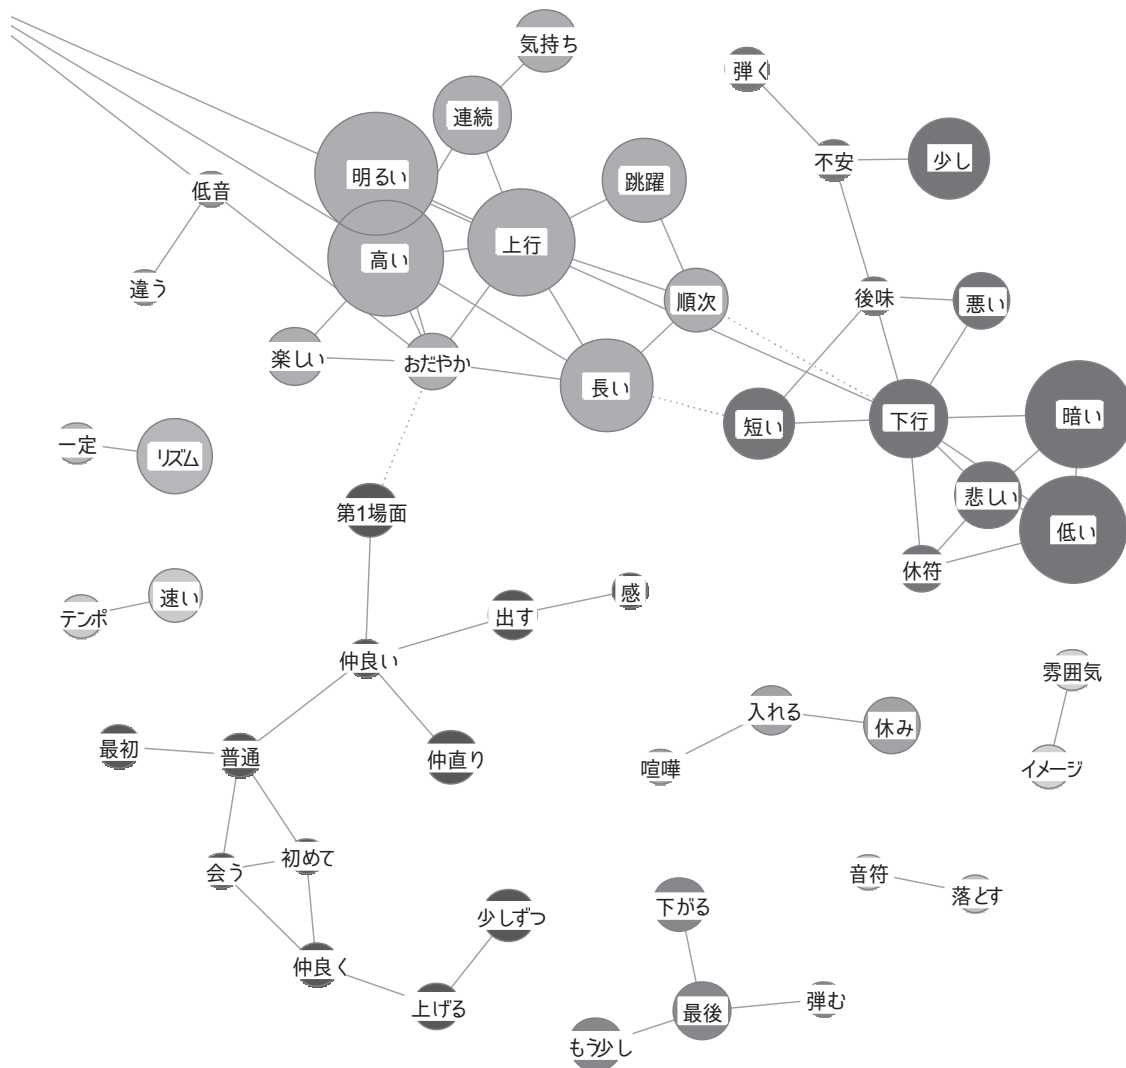 気持ち
弾く
連続
不安
少し
明るい
跳躍
低音
上行
高い
違う
順次
後味
悪い
楽しい
おだやか
長い
短い
下行
暗い
一定
リズム
悲しい
第1場面
低い
休符
速い
テンポ
出す
感
仲良い
雰囲気
入れる
休み
最初
普通
仲直り
喧嘩
イメージ
会う
初めて
音符
落とす
下がる
少しずつ
仲良く
上げる
最後
弾む
もう少し